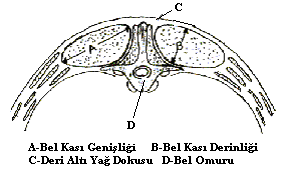 C
A
B
D
A-Bel Kası Genişliği B-Bel Kası Derinliği
C-Deri Altı Yağ Dokusu D-Bel Omuru